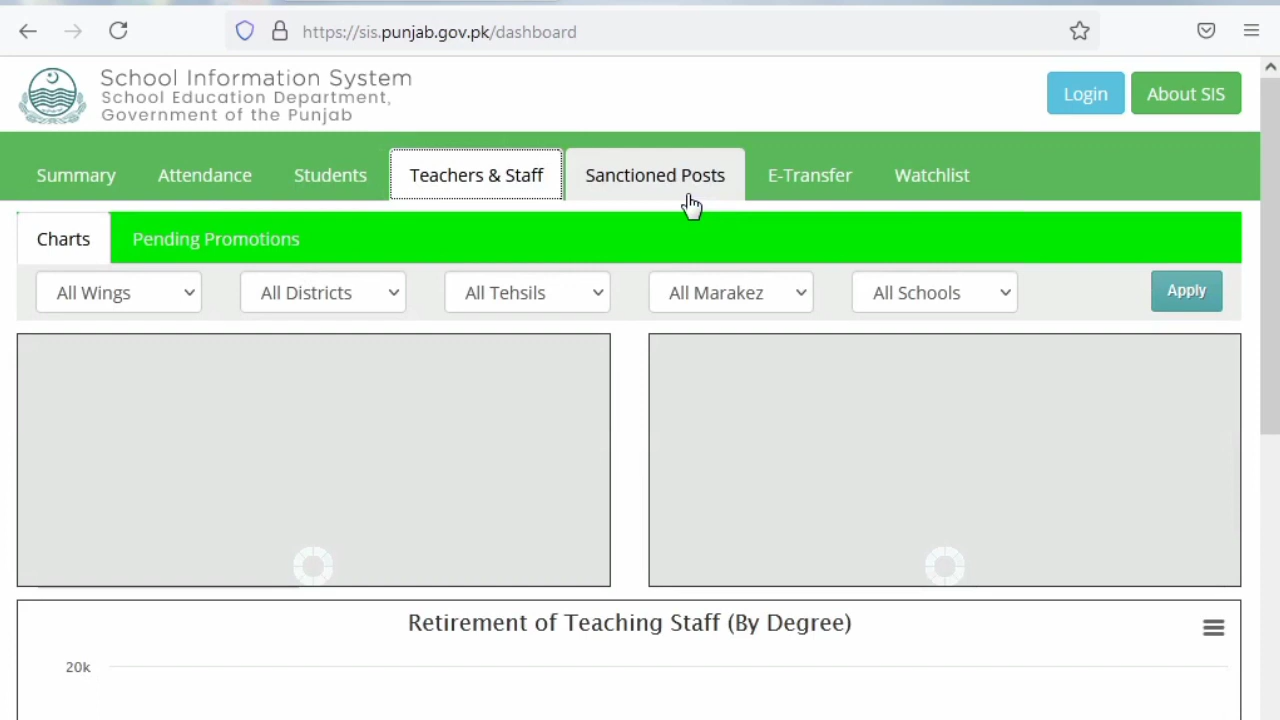 https://sis.punjab.gov.pk/dashboard
School Information System
School Education Department,
Government of the Punjab
Login
About SIS
Summary
Attendance
Students
Teachers & Staff
Sanctioned Posts
E-Transfer
Watchlist
Charts
Pending Promotions
All Wings
All Districts
All Tehsils
All Marakez
All Schools
Apply
Retirement of Teaching Staff (By Degree)
20k